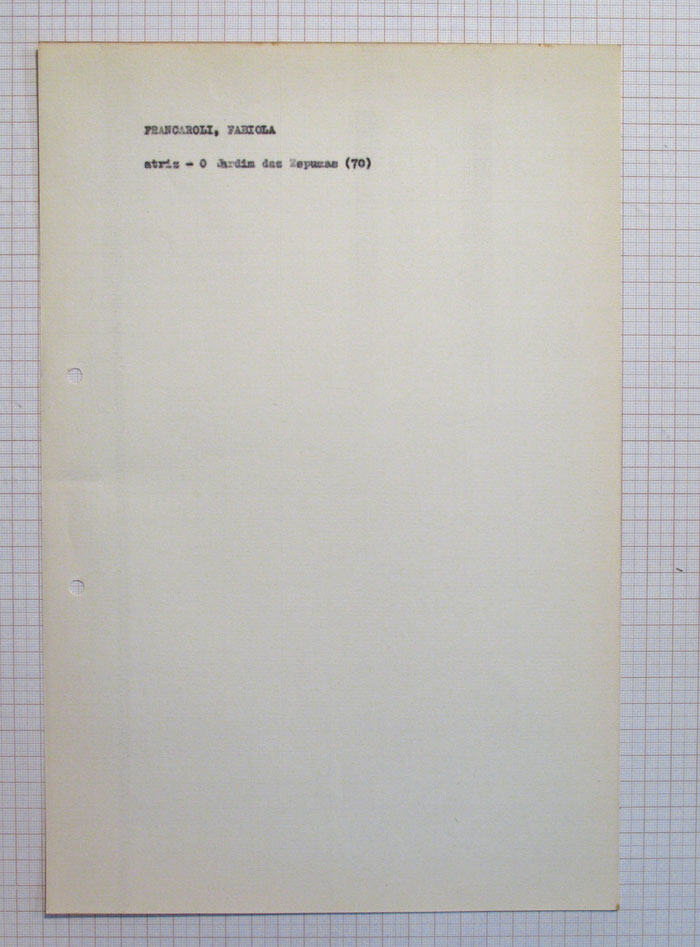 FRANCAROLI, FABIOLA
atriz - O Jardim das Espumas (70)